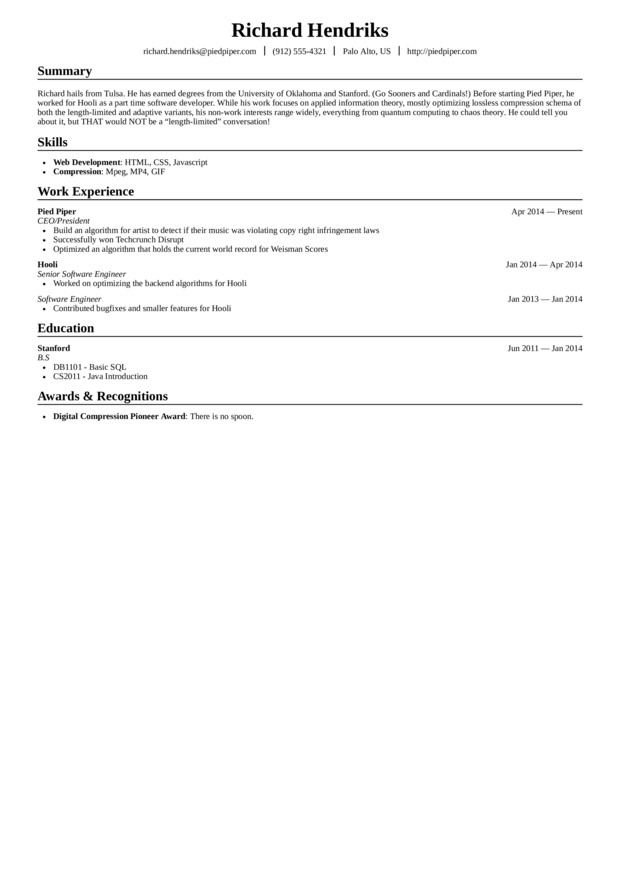 Richard Hendriks
richard.hendriks@piedpiper.com | (912) 555-4321 | Palo Alto, US | http://piedpiper.com
Summary
Richard hails from Tulsa. He has earned degrees from the University of Oklahoma and Stanford. (Go Sooners and Cardinals!) Before starting Pied Piper, he
worked for Hooli as a part time software developer. While his work focuses on applied information theory, mostly optimizing lossless compression schema of
both the length-limited and adaptive variants, his non-work interests range widely, everything from quantum computing to chaos theory. He could tell you
about it, but THAT would NOT be a “length-limited” conversation!
Skills
• Web Development: HTML, CSS, Javascript
• Compression: Mpeg, MP4, GIF
Work Experience
Pied Piper Apr 2014 — Present
CEO/President
• Build an algorithm for artist to detect if their music was violating copy right infringement laws
• Successfully won Techcrunch Disrupt
• Optimized an algorithm that holds the current world record for Weisman Scores
Hooli Jan 2014 — Apr 2014
Senior Software Engineer
• Worked on optimizing the backend algorithms for Hooli
Software Engineer Jan 2013 — Jan 2014
• Contributed bugfixes and smaller features for Hooli
Education
Stanford Jun 2011 — Jan 2014
B.S
• DB1101 - Basic SQL
• CS2011 - Java Introduction
Awards & Recognitions
• Digital Compression Pioneer Award: There is no spoon.